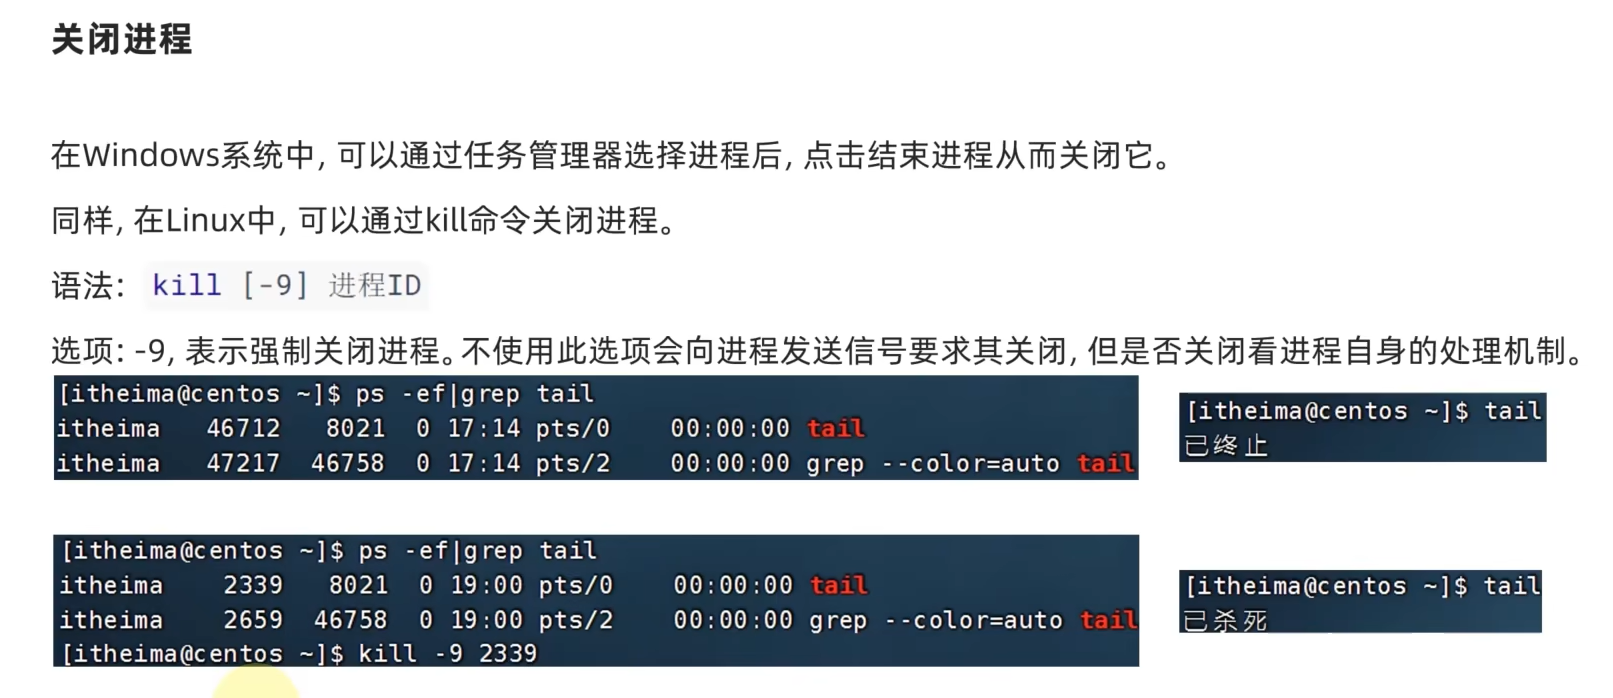 关闭进程
在Windows系统中, 可以通过任务管理器选择进程后, 点击结束进程从而关闭它。
同样, 在Linux中, 可以通过kill命令关闭进程。
语法: kill [-9] 进程ID
选项: -9, 表示强制关闭进程。不使用此选项会向进程发送信号要求其关闭, 但是否关闭看进程自身的处理机制。
[itheima@centos ~]$ ps -ef|grep tail
itheima 46712 8021 0 17:14 pts/0 00:00:00 tail
itheima 47217 46758 0 17:14 pts/2 00:00:00 grep --color=auto tail
[itheima@centos ~]$ tail
已终止
[itheima@centos ~]$ ps -ef|grep tail
itheima 2339 8021 0 19:00 pts/0 00:00:00 tail
itheima 2659 46758 0 19:00 pts/2 00:00:00 grep --color=auto tail
[itheima@centos ~]$ kill -9 2339
[itheima@centos ~]$ tail
已杀死